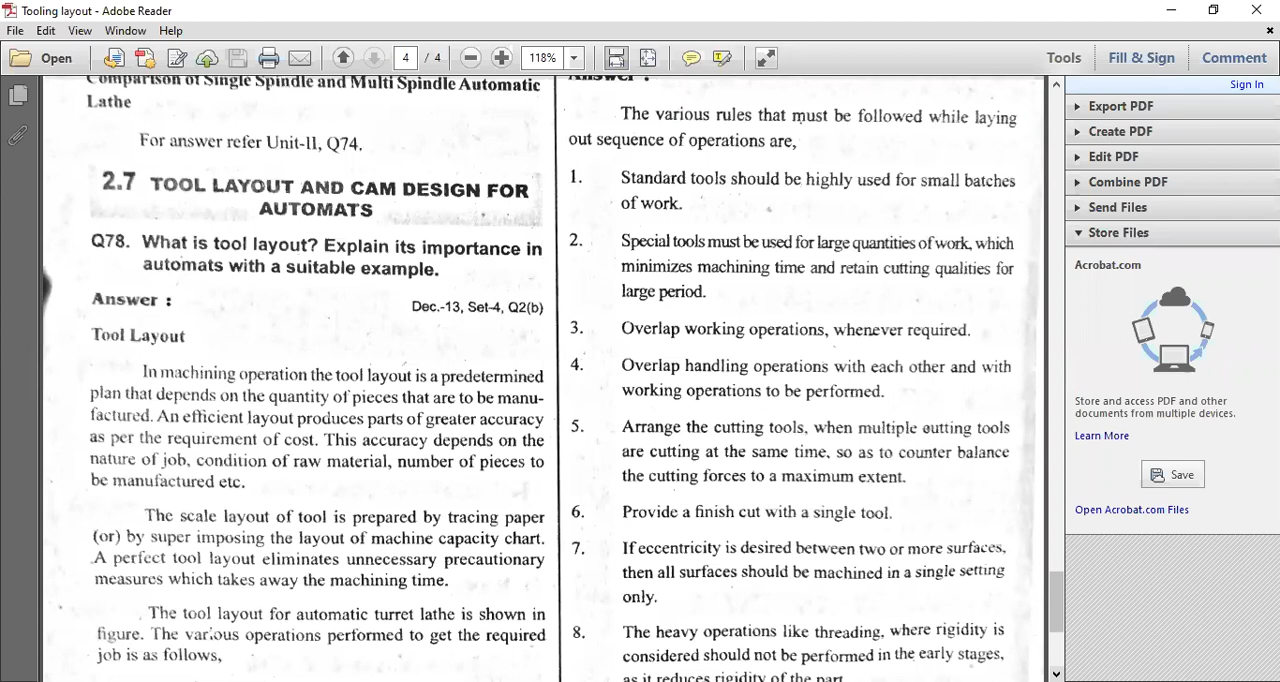 Tooling layout - Adobe Reader
File Edit View Window Help
Open 4 / 4 118% Tools Fill & Sign Comment
Comparison of Single Spindle and Multi Spindle Automatic
Lathe
For answer refer Unit-II, Q74.
2.7 TOOL LAYOUT AND CAM DESIGN FOR
AUTOMATS
Q78. What is tool layout? Explain its importance in
automats with a suitable example.
Answer :
Dec.-13, Set-4, Q2(b)
Tool Layout
In machining operation the tool layout is a predetermined
plan that depends on the quantity of pieces that are to be manu-
factured. An efficient layout produces parts of greater accuracy
as per the requirement of cost. This accuracy depends on the
nature of job, condition of raw material, number of pieces to
be manufactured etc.
The scale layout of tool is prepared by tracing paper
(or) by super imposing the layout of machine capacity chart.
A perfect tool layout eliminates unnecessary precautionary
measures which takes away the machining time.
The tool layout for automatic turret lathe is shown in
figure. The various operations performed to get the required
job is as follows,
Answer :
The various rules that must be followed while laying
out sequence of operations are,
1. Standard tools should be highly used for small batches
of work.
2. Special tools must be used for large quantities of work, which
minimizes machining time and retain cutting qualities for
large period.
3. Overlap working operations, whenever required.
4. Overlap handling operations with each other and with
working operations to be performed.
5. Arrange the cutting tools, when multiple cutting tools
are cutting at the same time, so as to counter balance
the cutting forces to a maximum extent.
6. Provide a finish cut with a single tool.
7. If eccentricity is desired between two or more surfaces,
then all surfaces should be machined in a single setting
only.
8. The heavy operations like threading, where rigidity is
considered should not be performed in the early stages,
as it reduces rigidity of the part.
Sign In
Export PDF
Create PDF
Edit PDF
Combine PDF
Send Files
Store Files
Acrobat.com
Store and access PDF and other
documents from multiple devices.
Learn More
Save
Open Acrobat.com Files